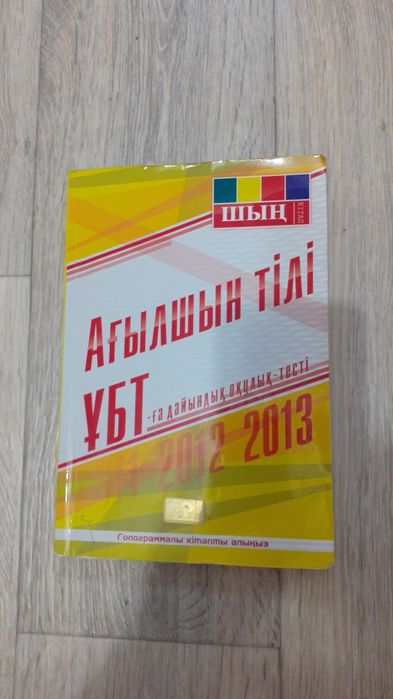 ШЫҢ
КІТАП
Ағылшын тілі
ҰБТ-ға дайындық оқулық-тесті
2012 2013
Голограммалы кітапты алыңыз